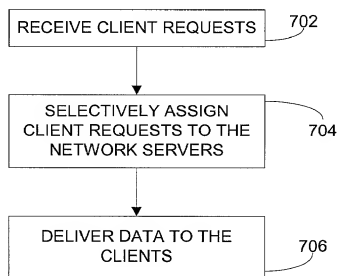 RECEIVE CLIENT REQUESTS
702
SELECTIVELY ASSIGN
CLIENT REQUESTS TO THE
NETWORK SERVERS
704
DELIVER DATA TO THE
CLIENTS
706